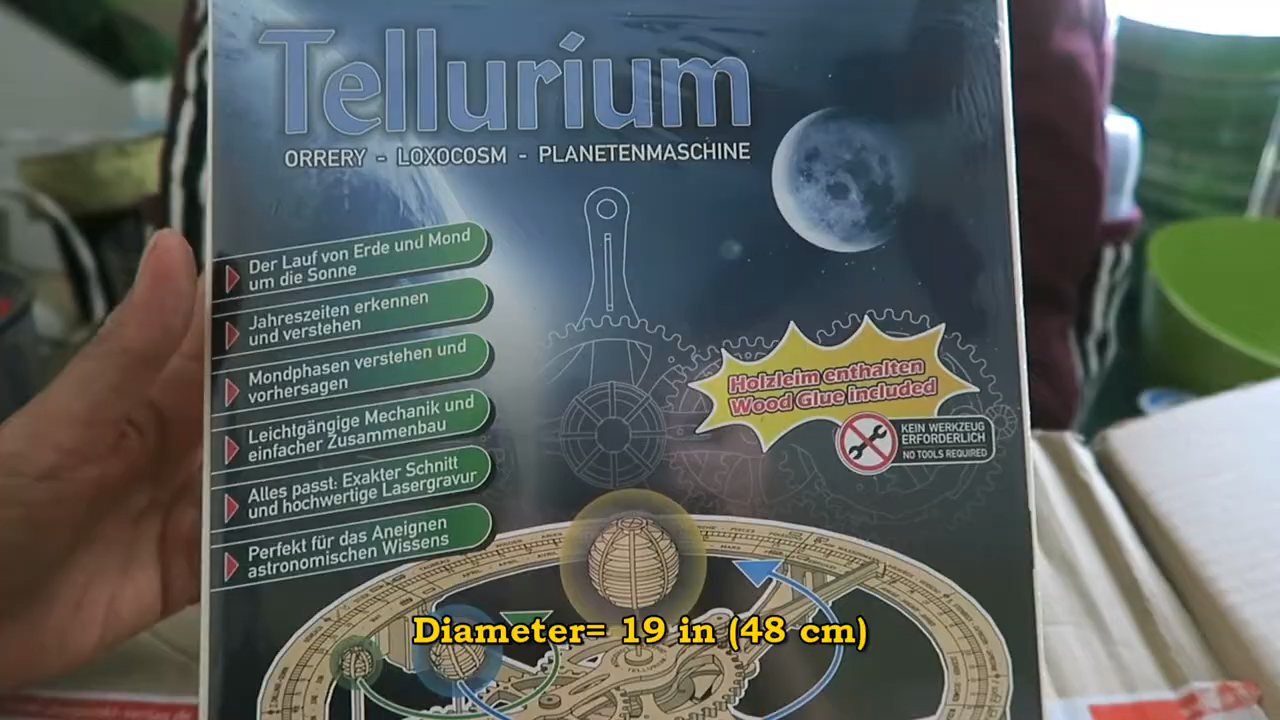 Tellurium
ORRERY - LOXOCOSM - PLANETENMASCHINE
Der Lauf von Erde und Mond
um die Sonne
Jahreszeiten erkennen
und verstehen
Mondphasen verstehen und
vorhersagen
Leichtgängige Mechanik und
einfacher Zusammenbau
Alles passt: Exakter Schnitt
und hochwertige Lasergravur
Perfekt für das Aneignen
astronomischen Wissens
Holzleim enthalten
Wood Glue included
KEIN WERKZEUG
ERFORDERLICH
NO TOOLS REQUIRED
Diameter= 19 in (48 cm)